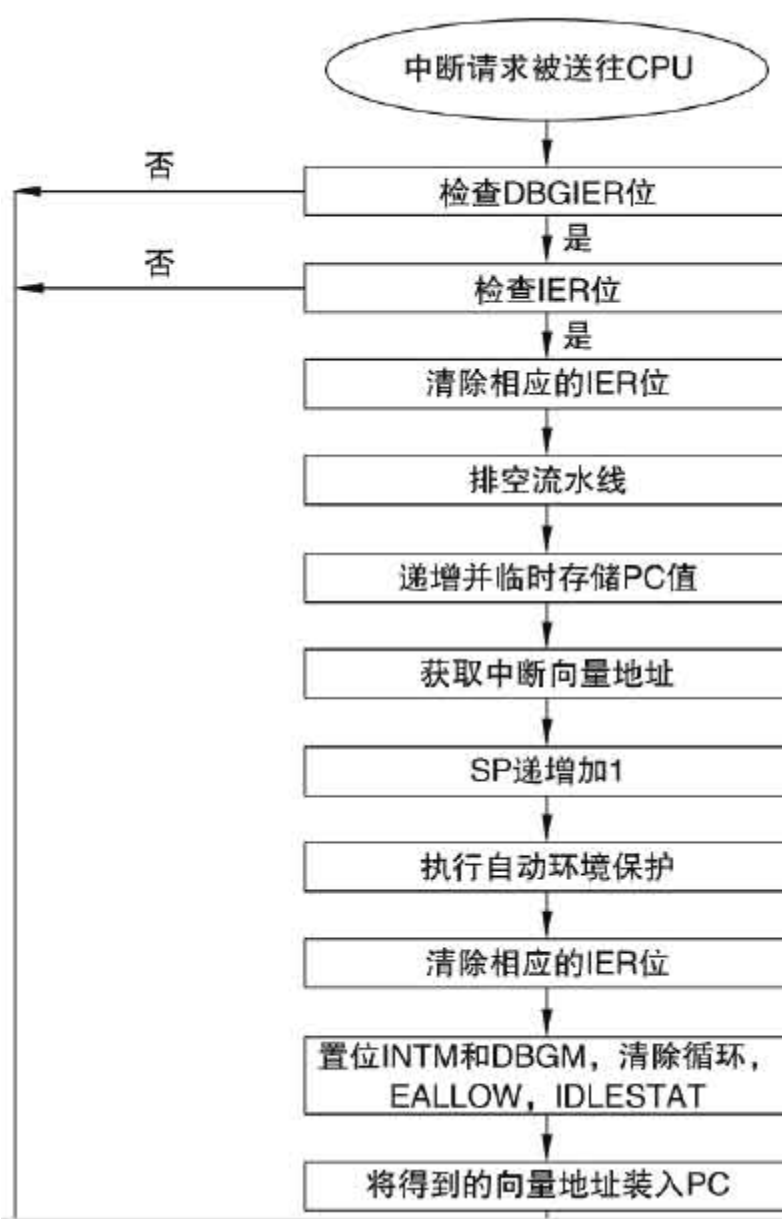 中断请求被送往CPU
否
检查DBGIER位
是
否
检查IER位
是
清除相应的IER位
排空流水线
递增并临时存储PC值
获取中断向量地址
SP递增加1
执行自动环境保护
清除相应的IER位
置位INTM和DBGM，清除循环，
EALLOW，IDLESTAT
将得到的向量地址装入PC